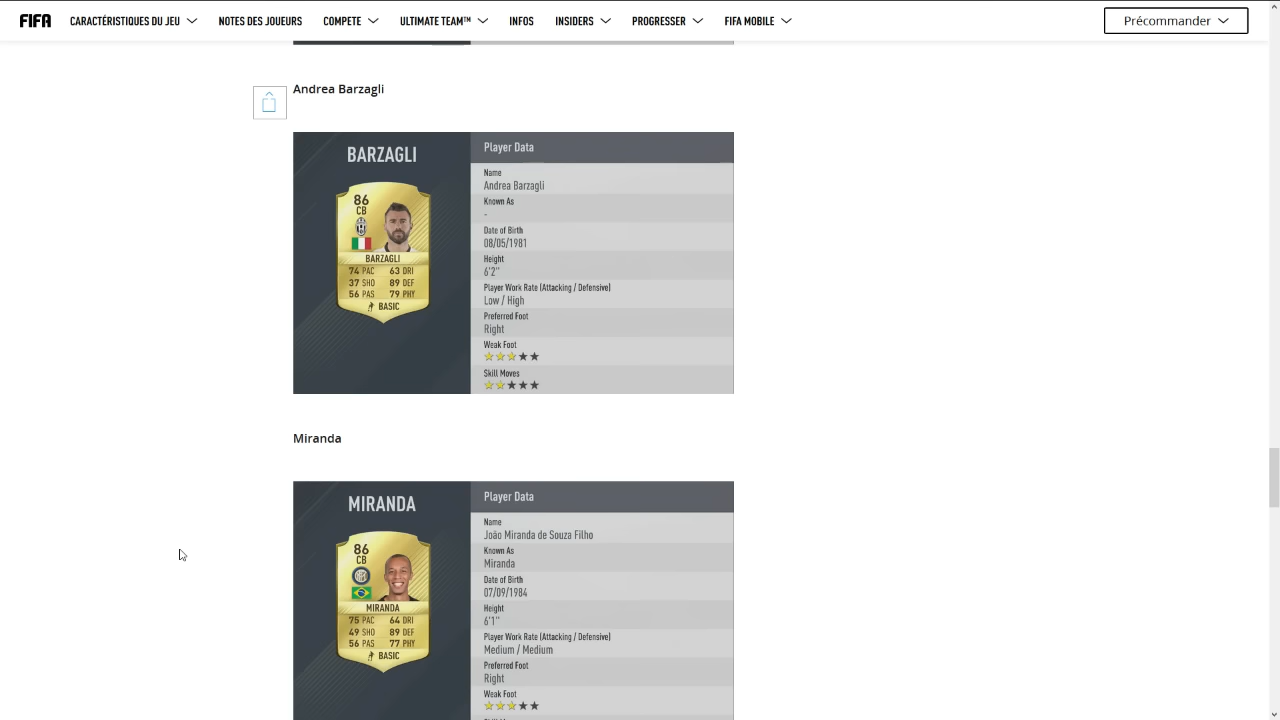 FIFA CARACTÉRISTIQUES DU JEU NOTES DES JOUEURS COMPETE ULTIMATE TEAM™ INFOS INSIDERS PROGRESSER FIFA MOBILE Précommander
Andrea Barzagli
BARZAGLI
86
CB
BARZAGLI
74 PAC 63 DRI
37 SHO 89 DEF
56 PAS 79 PHY
BASIC
Player Data
Name
Andrea Barzagli
Known As
-
Date of Birth
08/05/1981
Height
6'2"
Player Work Rate (Attacking / Defensive)
Low / High
Preferred Foot
Right
Weak Foot
Skill Moves
Miranda
MIRANDA
86
CB
MIRANDA
75 PAC 64 DRI
49 SHO 89 DEF
56 PAS 77 PHY
BASIC
Player Data
Name
João Miranda de Souza Filho
Known As
Miranda
Date of Birth
07/09/1984
Height
6'1"
Player Work Rate (Attacking / Defensive)
Medium / Medium
Preferred Foot
Right
Weak Foot